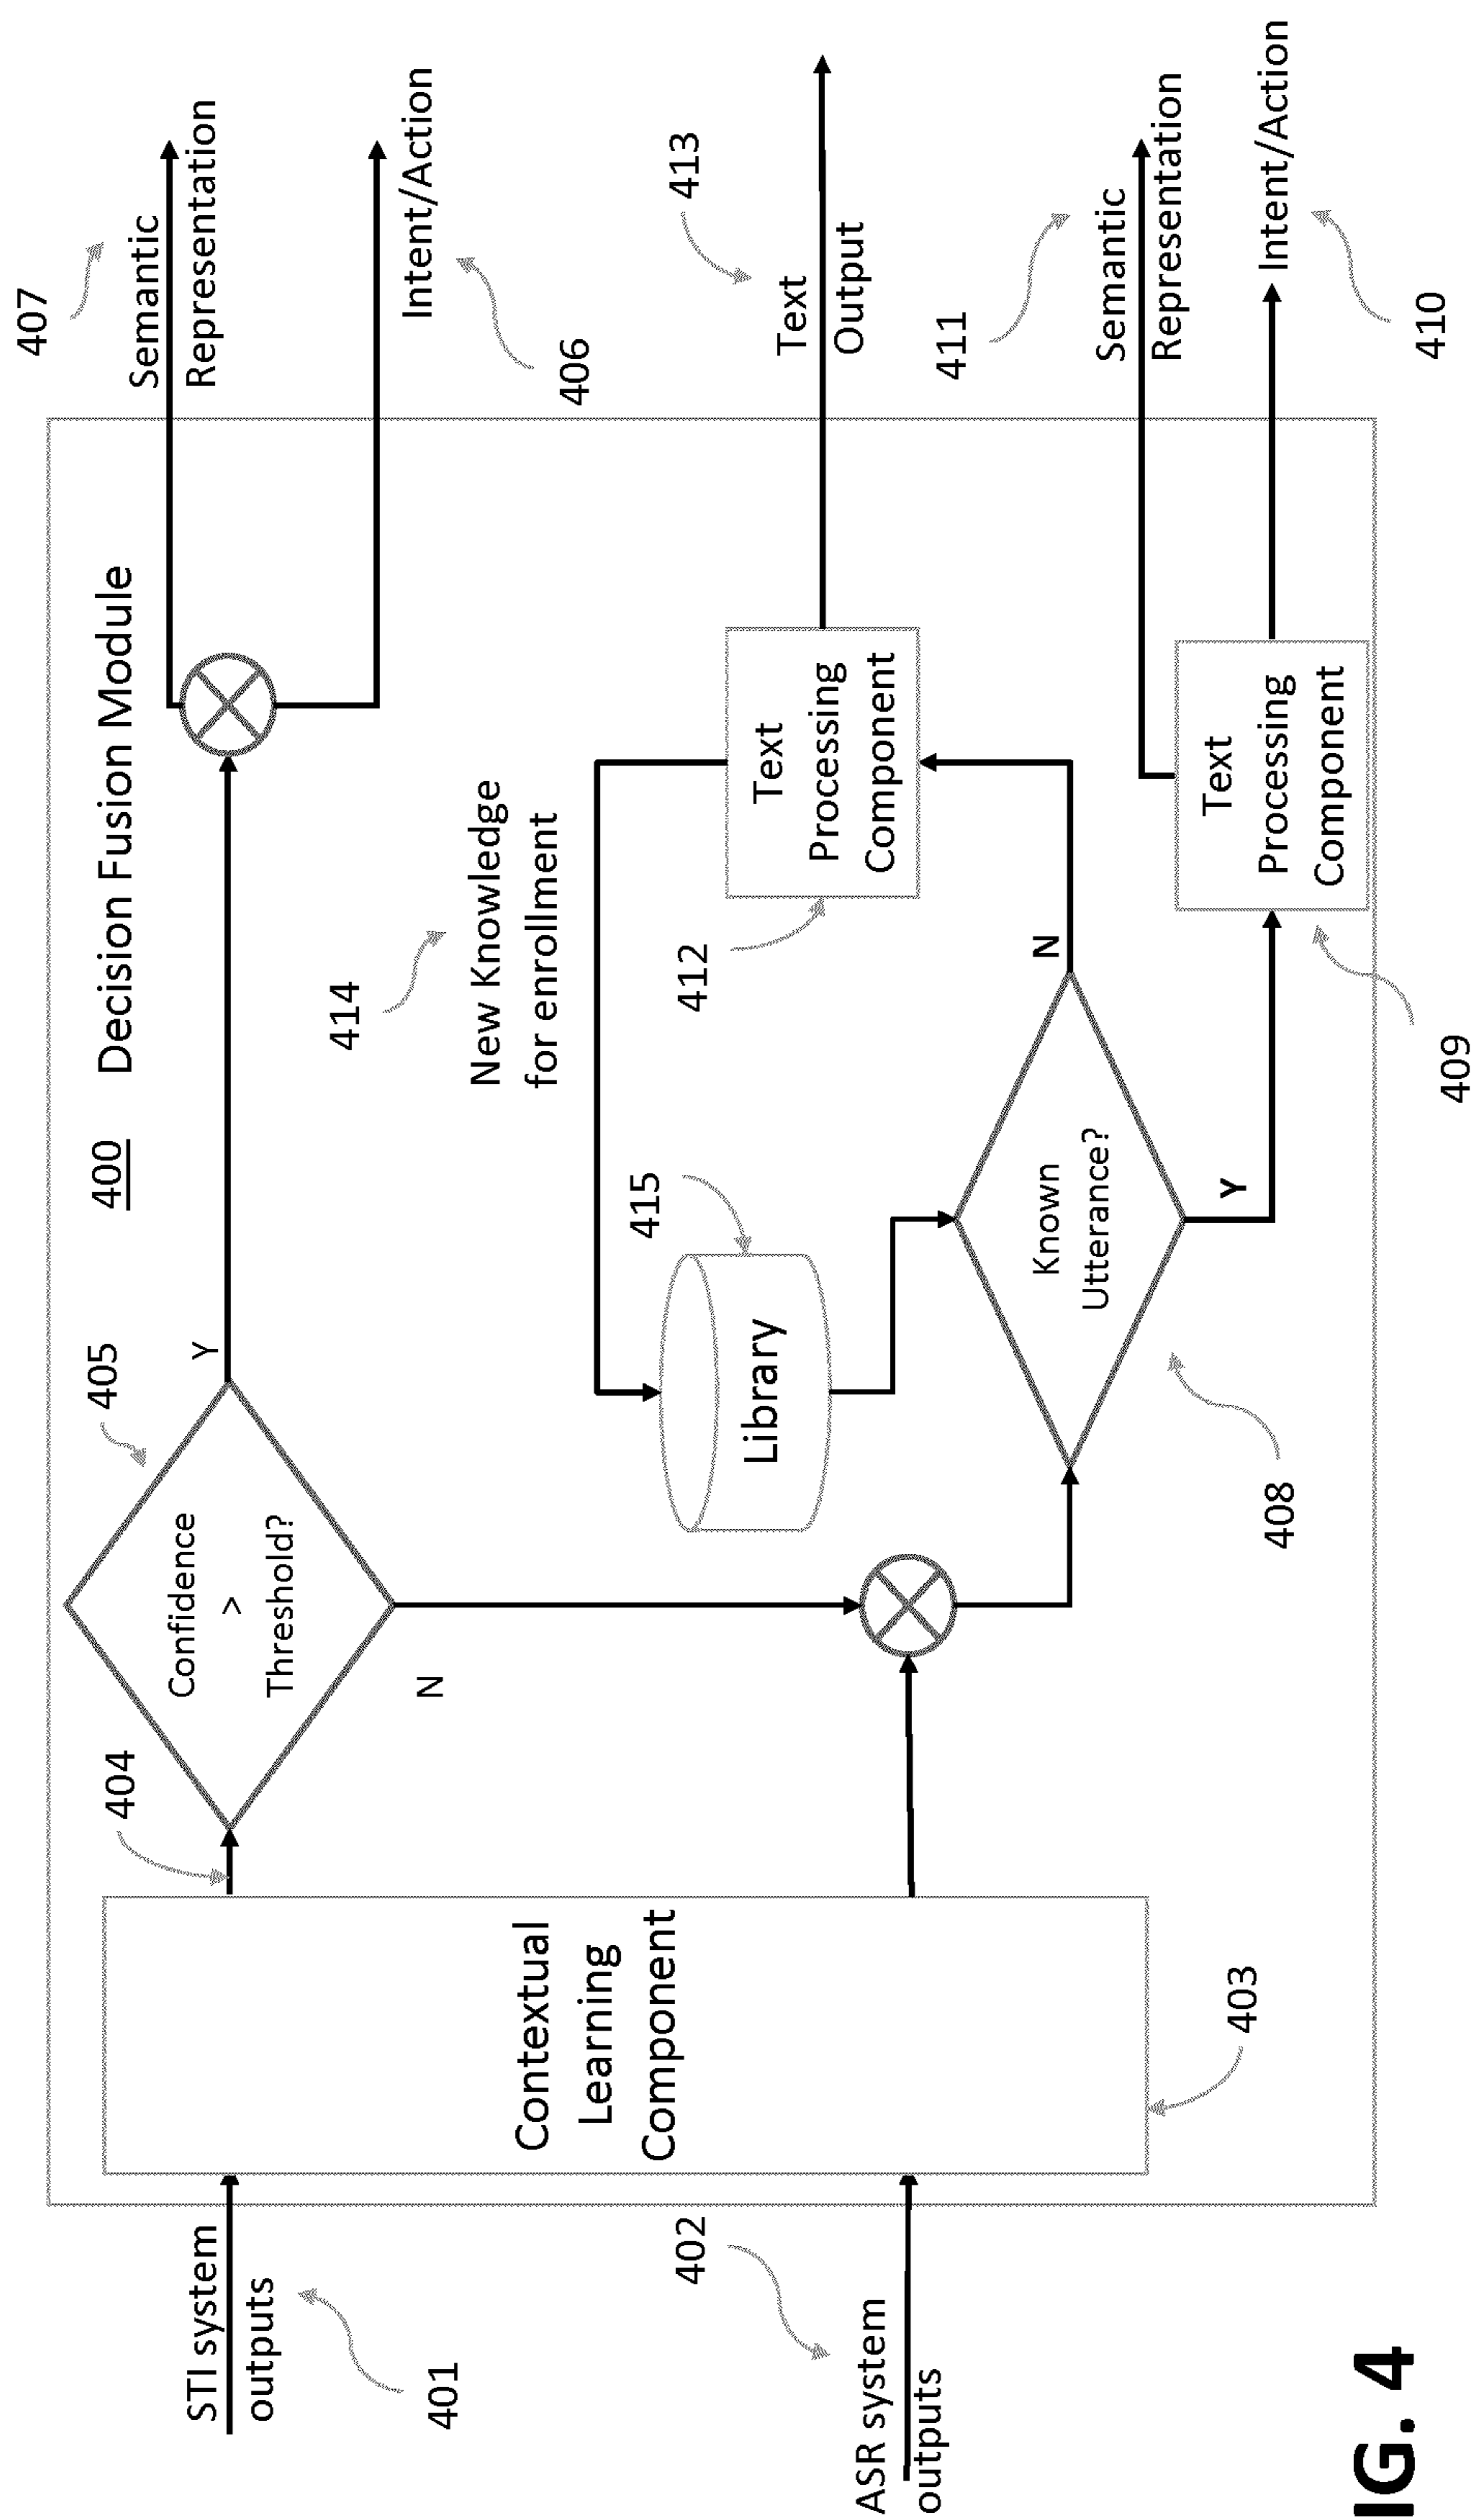 400 Decision Fusion Module
STI system
outputs
401
ASR system
outputs
402
Contextual
Learning
Component
403
404
Confidence
>
Threshold?
405
Y
N
Semantic
Representation
407
Intent/Action
406
New Knowledge
for enrollment
414
Library
415
Known
Utterance?
408
N
Y
Text
Processing
Component
412
Text
Output
413
Text
Processing
Component
409
Semantic
Representation
411
Intent/Action
410
IG. 4